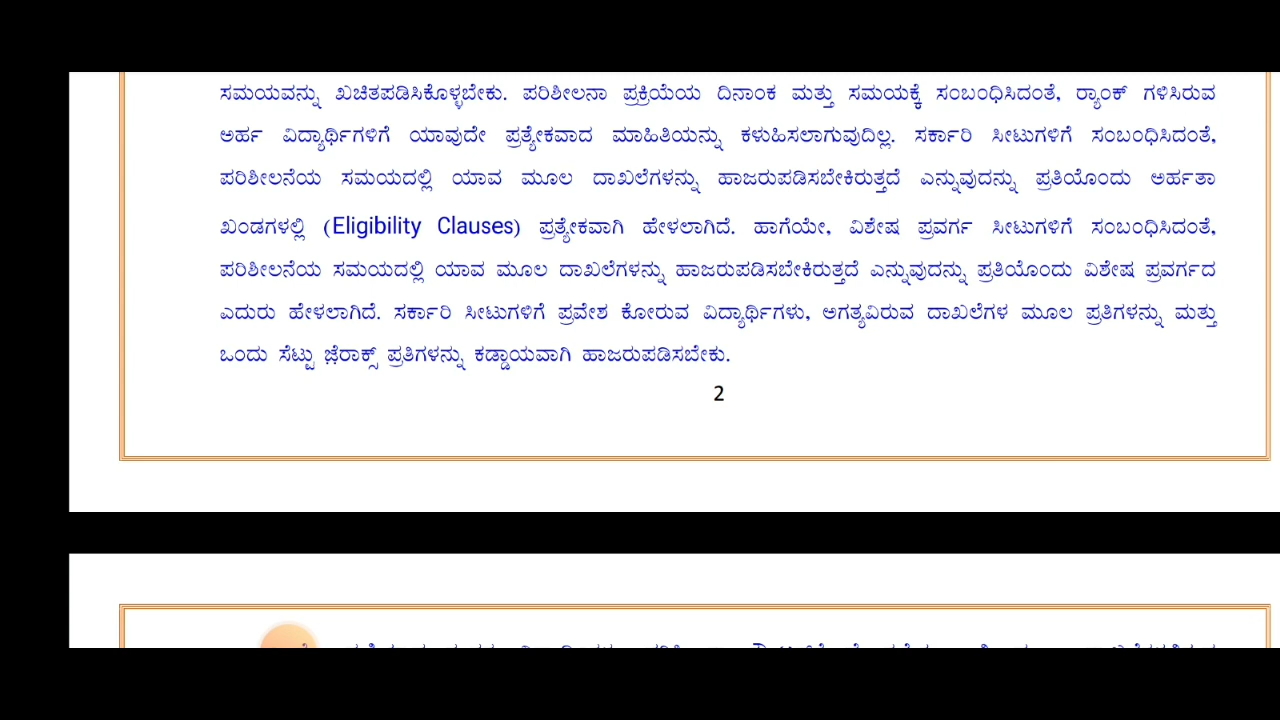 ಸಮಯವನ್ನು ಖಚಿತಪಡಿಸಿಕೊಳ್ಳಬೇಕು. ಪರಿಶೀಲನಾ ಪ್ರಕ್ರಿಯೆಯ ದಿನಾಂಕ ಮತ್ತು ಸಮಯಕ್ಕೆ ಸಂಬಂಧಿಸಿದಂತೆ, ರ‍್ಯಾಂಕ್ ಗಳಿಸಿರುವ
ಅರ್ಹ ವಿದ್ಯಾರ್ಥಿಗಳಿಗೆ ಯಾವುದೇ ಪ್ರತ್ಯೇಕವಾದ ಮಾಹಿತಿಯನ್ನು ಕಳುಹಿಸಲಾಗುವುದಿಲ್ಲ. ಸರ್ಕಾರಿ ಸೀಟುಗಳಿಗೆ ಸಂಬಂಧಿಸಿದಂತೆ,
ಪರಿಶೀಲನೆಯ ಸಮಯದಲ್ಲಿ ಯಾವ ಮೂಲ ದಾಖಲೆಗಳನ್ನು ಹಾಜರುಪಡಿಸಬೇಕಿರುತ್ತದೆ ಎನ್ನುವುದನ್ನು ಪ್ರತಿಯೊಂದು ಅರ್ಹತಾ
ಖಂಡಗಳಲ್ಲಿ (Eligibility Clauses) ಪ್ರತ್ಯೇಕವಾಗಿ ಹೇಳಲಾಗಿದೆ. ಹಾಗೆಯೇ, ವಿಶೇಷ ಪ್ರವರ್ಗ ಸೀಟುಗಳಿಗೆ ಸಂಬಂಧಿಸಿದಂತೆ,
ಪರಿಶೀಲನೆಯ ಸಮಯದಲ್ಲಿ ಯಾವ ಮೂಲ ದಾಖಲೆಗಳನ್ನು ಹಾಜರುಪಡಿಸಬೇಕಿರುತ್ತದೆ ಎನ್ನುವುದನ್ನು ಪ್ರತಿಯೊಂದು ವಿಶೇಷ ಪ್ರವರ್ಗದ
ಎದುರು ಹೇಳಲಾಗಿದೆ. ಸರ್ಕಾರಿ ಸೀಟುಗಳಿಗೆ ಪ್ರವೇಶ ಕೋರುವ ವಿದ್ಯಾರ್ಥಿಗಳು, ಅಗತ್ಯವಿರುವ ದಾಖಲೆಗಳ ಮೂಲ ಪ್ರತಿಗಳನ್ನು ಮತ್ತು
ಒಂದು ಸೆಟ್ಟು ಜೆ಼ರಾಕ್ಸ್ ಪ್ರತಿಗಳನ್ನು ಕಡ್ಡಾಯವಾಗಿ ಹಾಜರುಪಡಿಸಬೇಕು.
2